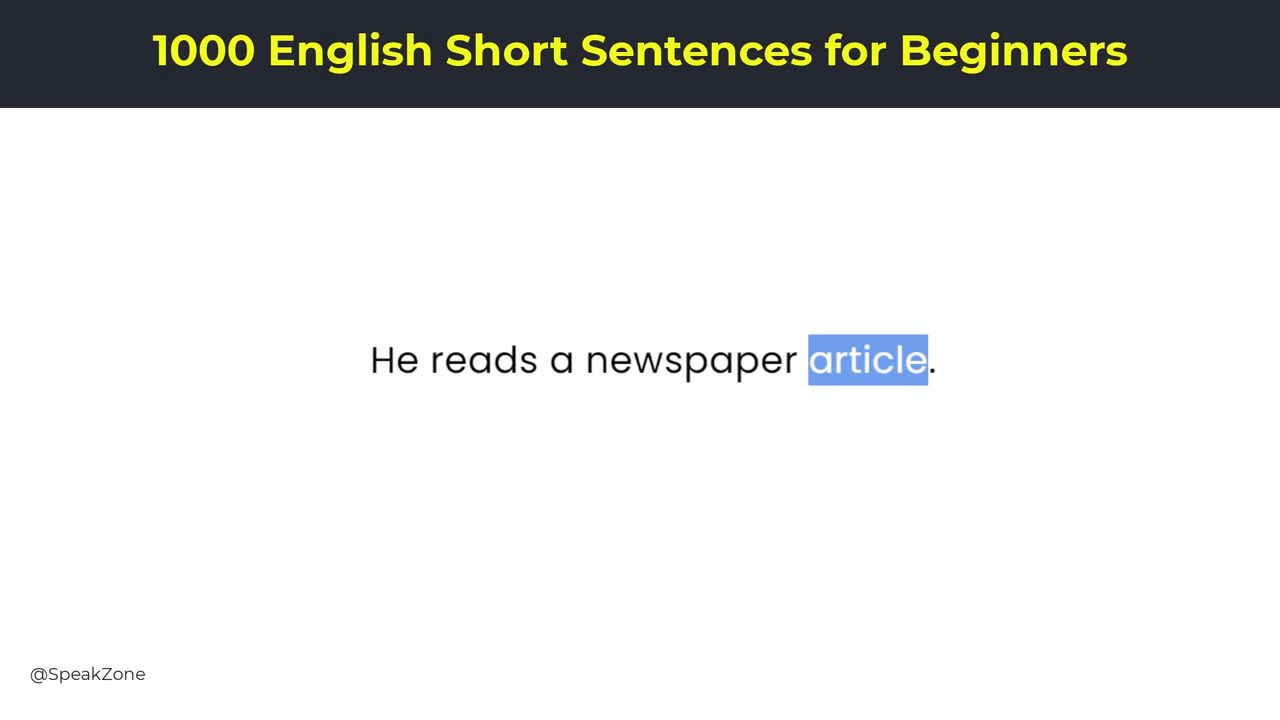 1000 English Short Sentences for Beginners
He reads a newspaper article.
@SpeakZone